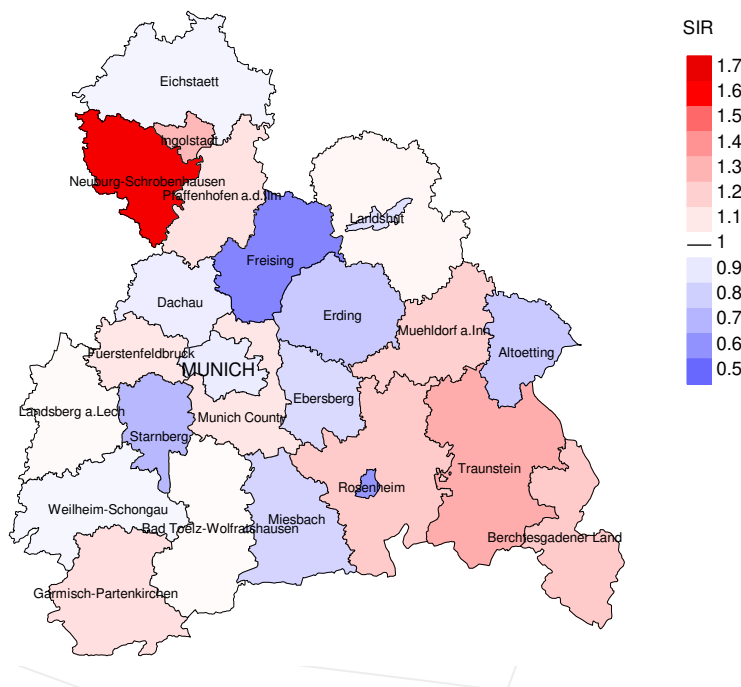 SIR
1.7
1.6
1.5
1.4
1.3
1.2
1.1
1
0.9
0.8
0.7
0.6
0.5
Eichstaett
Ingolstadt
Neuburg-Schrobenhausen
Pfaffenhofen a.d.Ilm
Landshut
Freising
Dachau
Erding
Muehldorf a.Inn
Altoetting
Fuerstenfeldbruck
MUNICH
Ebersberg
Landsberg a.Lech
Munich County
Starnberg
Traunstein
Rosenheim
Weilheim-Schongau
Miesbach
Bad Toelz-Wolfratshausen
Berchtesgadener Land
Garmisch-Partenkirchen